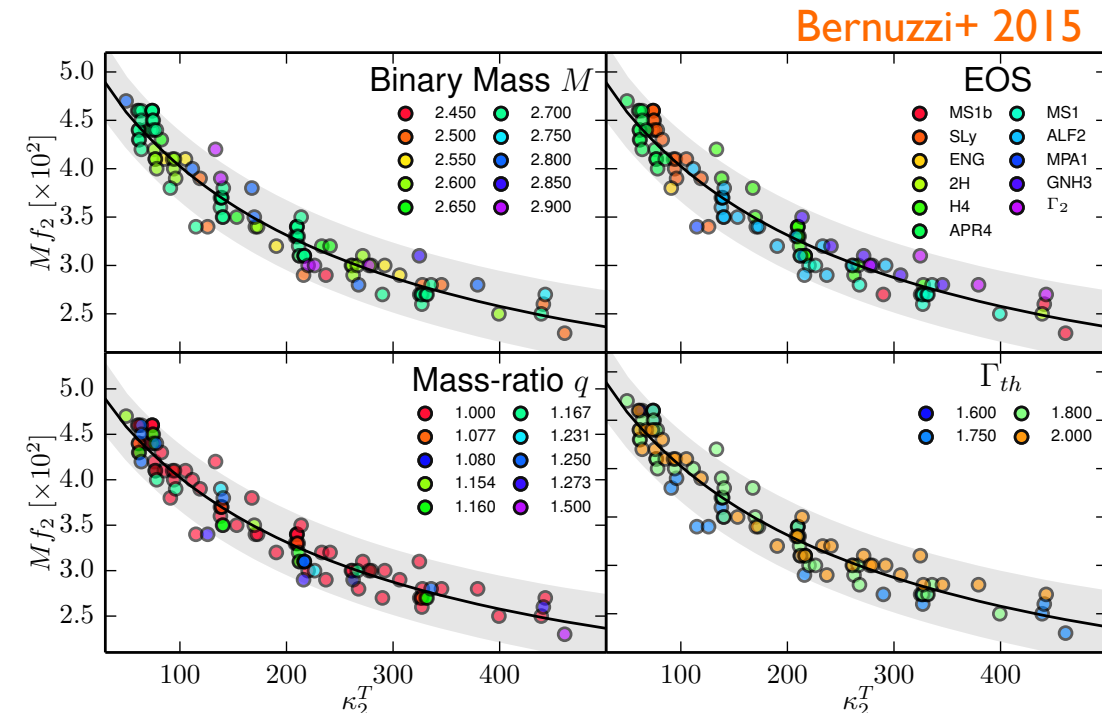 Bernuzzi+ 2015
Binary Mass M
2.450 2.700
2.500 2.750
2.550 2.800
2.600 2.850
2.650 2.900
5.0
4.5
4.0
3.5
3.0
2.5
Mf₂ [×10²]
EOS
MS1b MS1
SLy ALF2
ENG MPA1
2H GNH3
H4 Γ₂
APR4
Mass-ratio q
1.000 1.167
1.077 1.231
1.080 1.250
1.154 1.273
1.160 1.500
5.0
4.5
4.0
3.5
3.0
2.5
Mf₂ [×10²]
100 200 300 400
κ₂ᵀ
Γth
1.600 1.800
1.750 2.000
100 200 300 400
κ₂ᵀ